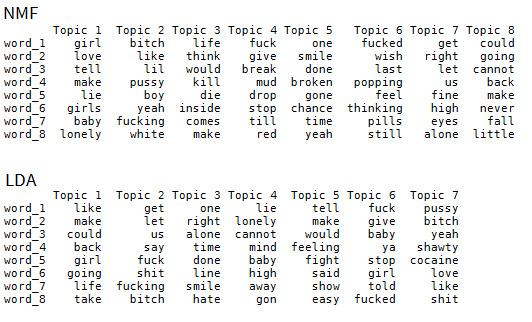 NMF
Topic 1 Topic 2 Topic 3 Topic 4 Topic 5 Topic 6 Topic 7 Topic 8
word_1 girl bitch life fuck one fucked get could
word_2 love like think give smile wish right going
word_3 tell lil would break done last let cannot
word_4 make pussy kill mud broken popping us back
word_5 lie boy die drop gone feel fine make
word_6 girls yeah inside stop chance thinking high never
word_7 baby fucking comes till time pills eyes fall
word_8 lonely white make red yeah still alone little
LDA
Topic 1 Topic 2 Topic 3 Topic 4 Topic 5 Topic 6 Topic 7
word_1 like get one lie tell fuck pussy
word_2 make let right lonely make give bitch
word_3 could us alone cannot would baby yeah
word_4 back say time mind feeling ya shawty
word_5 girl fuck done baby fight stop cocaine
word_6 going shit line high said girl love
word_7 life fucking smile away show told like
word_8 take bitch hate gon easy fucked shit